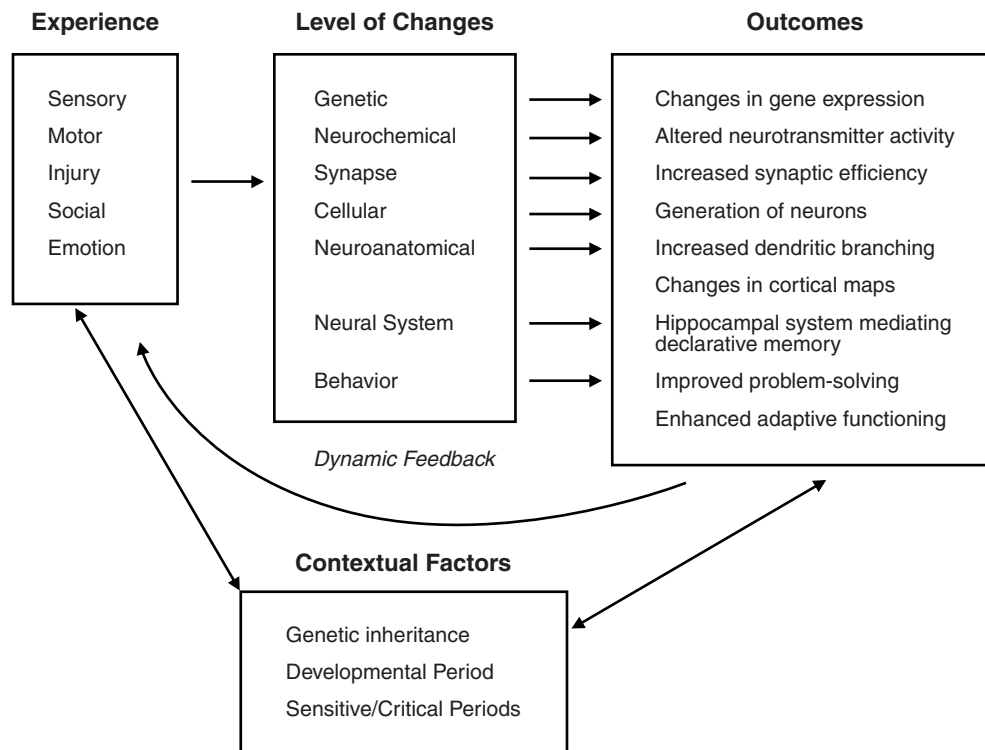 Experience
Sensory
Motor
Injury
Social
Emotion
Level of Changes
Genetic
Neurochemical
Synapse
Cellular
Neuroanatomical
Neural System
Behavior
Outcomes
Changes in gene expression
Altered neurotransmitter activity
Increased synaptic efficiency
Generation of neurons
Increased dendritic branching
Changes in cortical maps
Hippocampal system mediating
declarative memory
Improved problem-solving
Enhanced adaptive functioning
Dynamic Feedback
Contextual Factors
Genetic inheritance
Developmental Period
Sensitive/Critical Periods